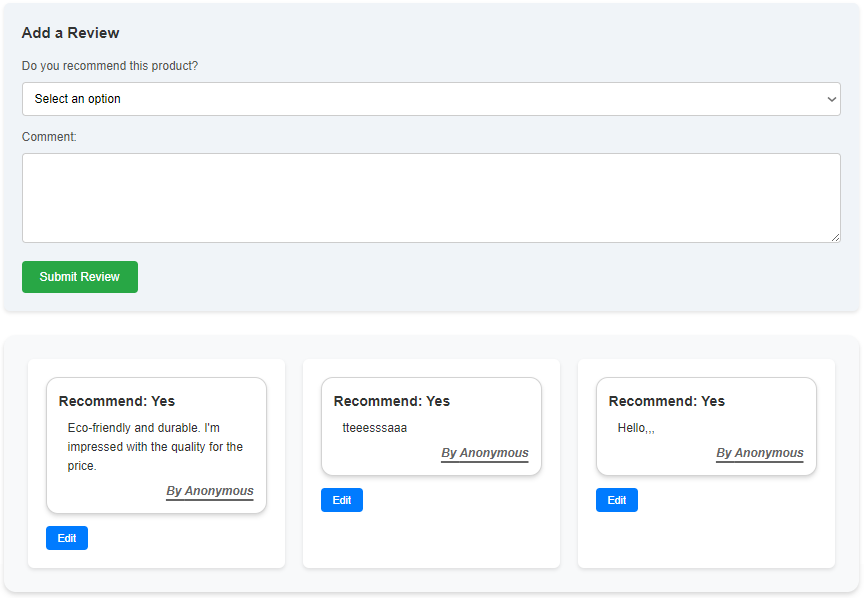 Add a Review
Do you recommend this product?
Select an option
Comment:
Submit Review
Recommend: Yes
Eco-friendly and durable. I'm
impressed with the quality for the
price.
By Anonymous
Edit
Recommend: Yes
tteeesssaaa
By Anonymous
Edit
Recommend: Yes
Hello,,,
By Anonymous
Edit